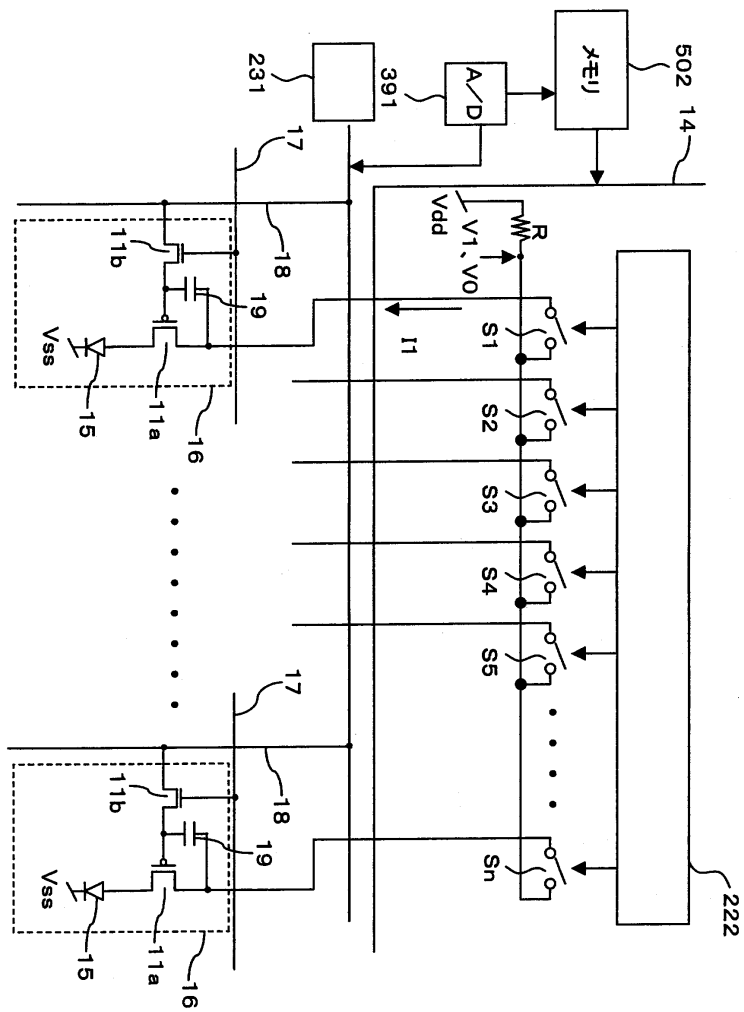 メモリ
502
14
A/D
391
231
17
R
Vdd
V1、V0
S1
S2
S3
S4
S5
Sn
222
I1
18
11b
19
11a
Vss
15
16
17
18
11b
19
11a
Vss
15
16